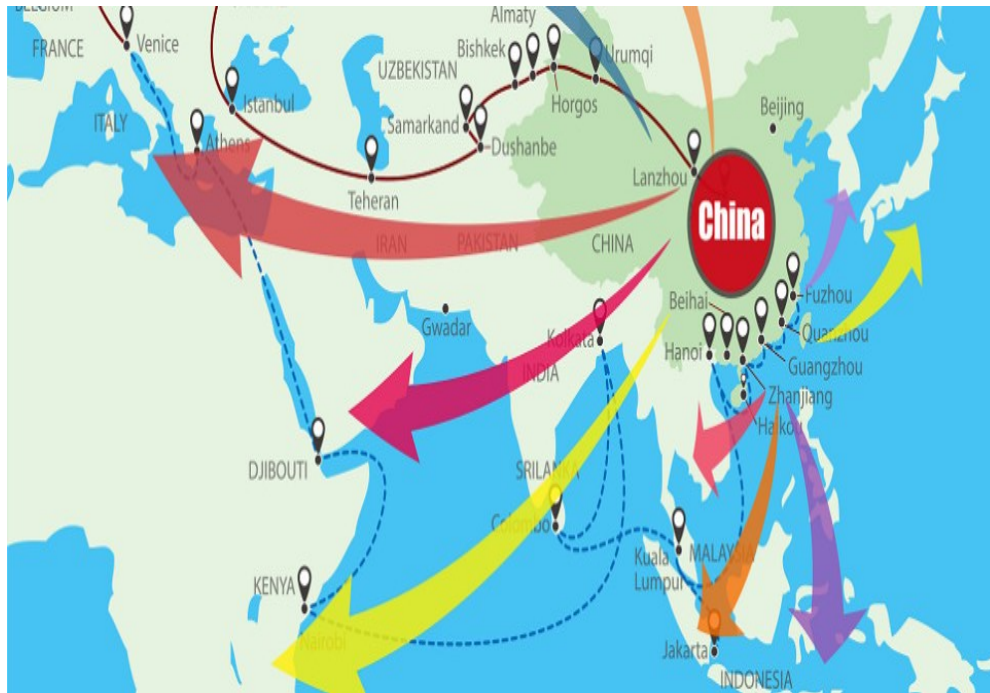 BELGIUM
Almaty
FRANCE
Venice
Bishkek
Urumqi
UZBEKISTAN
Horgos
Istanbul
Beijing
ITALY
Samarkand
Athens
Dushanbe
Lanzhou
Teheran
China
IRAN
PAKISTAN
CHINA
Beihai
Fuzhou
Gwadar
Kolkata
Hanoi
Quanzhou
INDIA
Guangzhou
Zhanjiang
Haikou
DJIBOUTI
SRILANKA
Colombo
Kuala
Lumpur
MALAYSIA
KENYA
Nairobi
Jakarta
INDONESIA